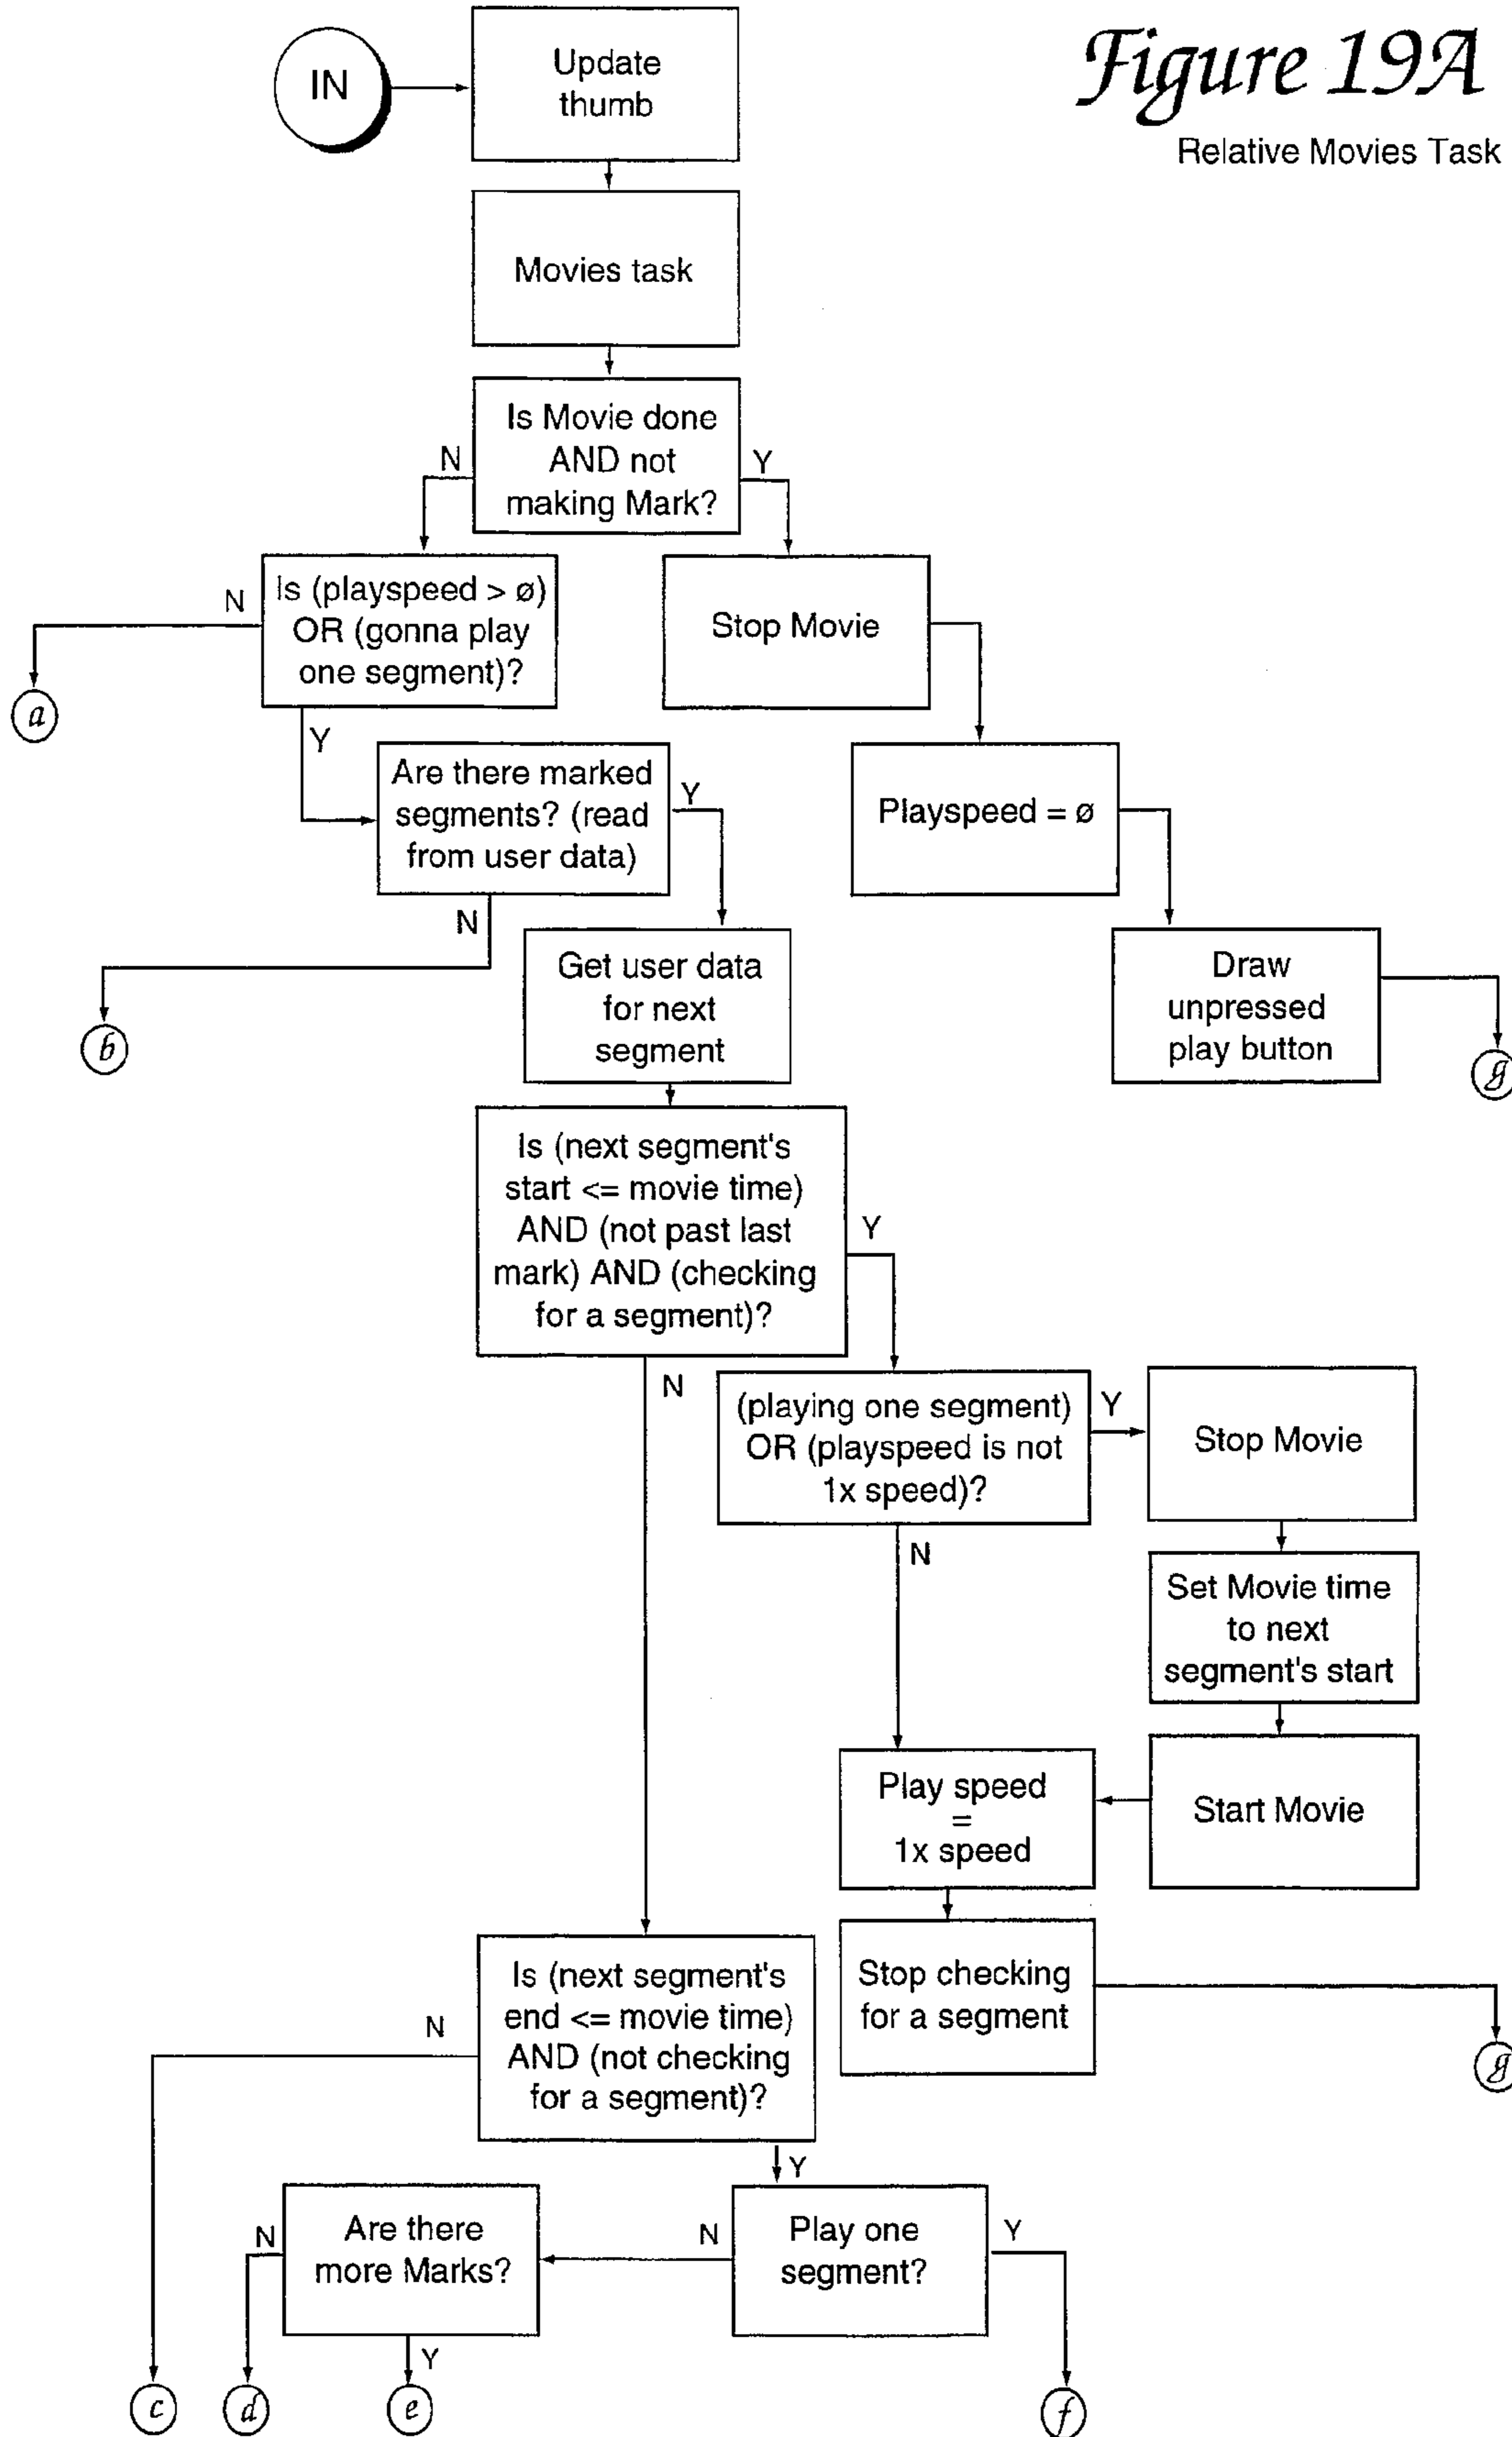 Figure 19A
Relative Movies Task
IN
Update
thumb
Movies task
Is Movie done
AND not
making Mark?
N
Y
Is (playspeed > ø)
OR (gonna play
one segment)?
N
a
Y
Stop Movie
Are there marked
segments? (read
from user data)
Y
N
b
Playspeed = ø
Get user data
for next
segment
Draw
unpressed
play button
g
Is (next segment's
start <= movie time)
AND (not past last
mark) AND (checking
for a segment)?
Y
N
(playing one segment)
OR (playspeed is not
1x speed)?
Y
N
Stop Movie
Set Movie time
to next
segment's start
Start Movie
Play speed
=
1x speed
Stop checking
for a segment
g
Is (next segment's
end <= movie time)
AND (not checking
for a segment)?
N
Y
Play one
segment?
N
Y
Are there
more Marks?
N
Y
c
d
e
f